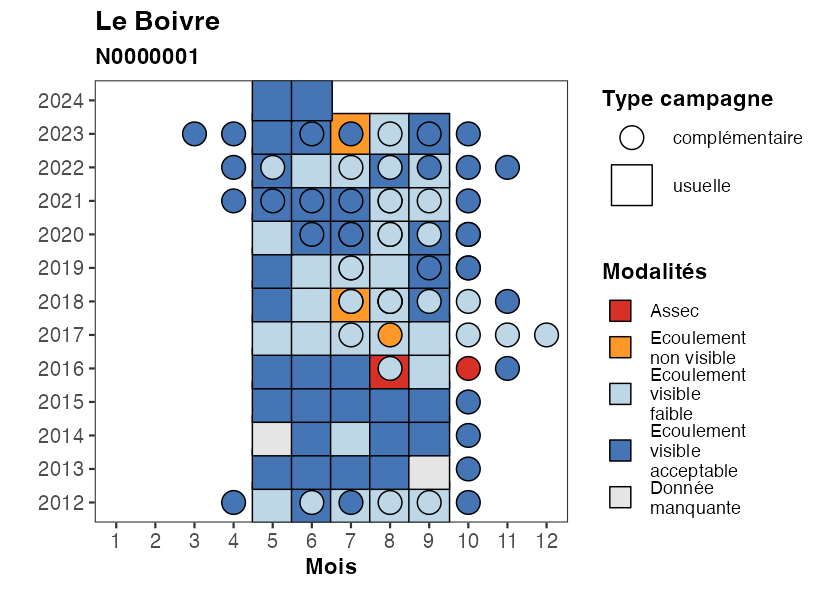 Le Boivre
N0000001
2024
2023
2022
2021
2020
2019
2018
2017
2016
2015
2014
2013
2012
1 2 3 4 5 6 7 8 9 10 11 12
Mois
Type campagne
complémentaire
usuelle
Modalités
Assec
Ecoulement
non visible
Ecoulement
visible
faible
Ecoulement
visible
acceptable
Donnée
manquante